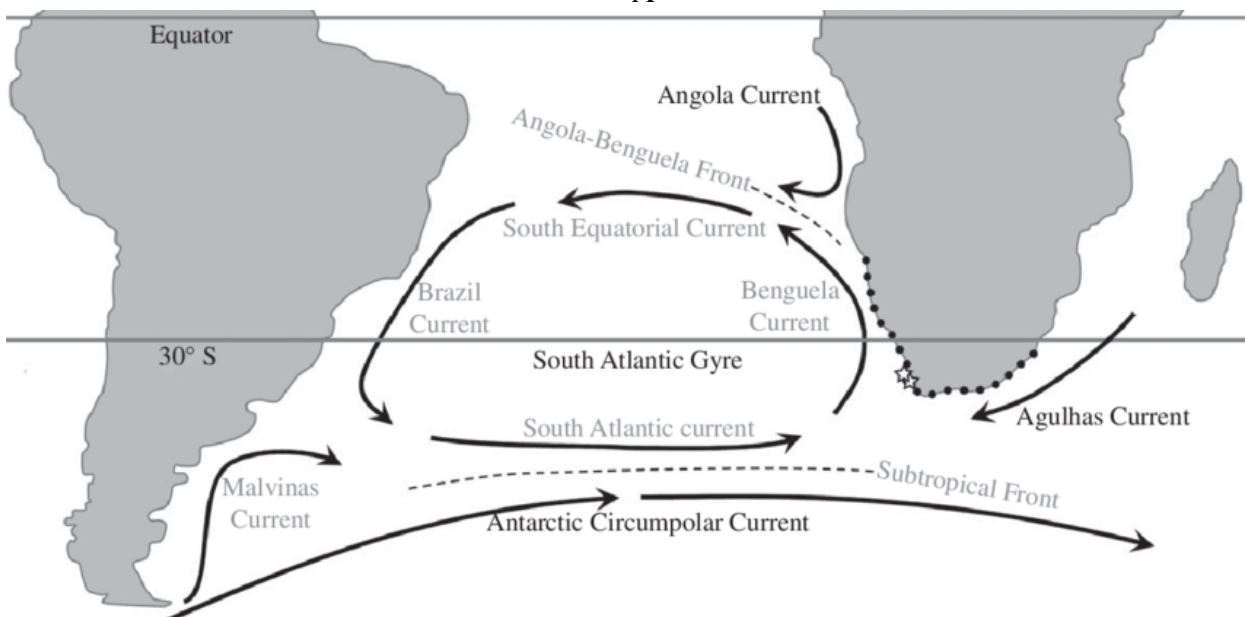 Equator
Angola Current
Angola-Benguela Front
South Equatorial Current
Brazil
Current
Benguela
Current
30° S
South Atlantic Gyre
Agulhas Current
South Atlantic current
Subtropical Front
Malvinas
Current
Antarctic Circumpolar Current